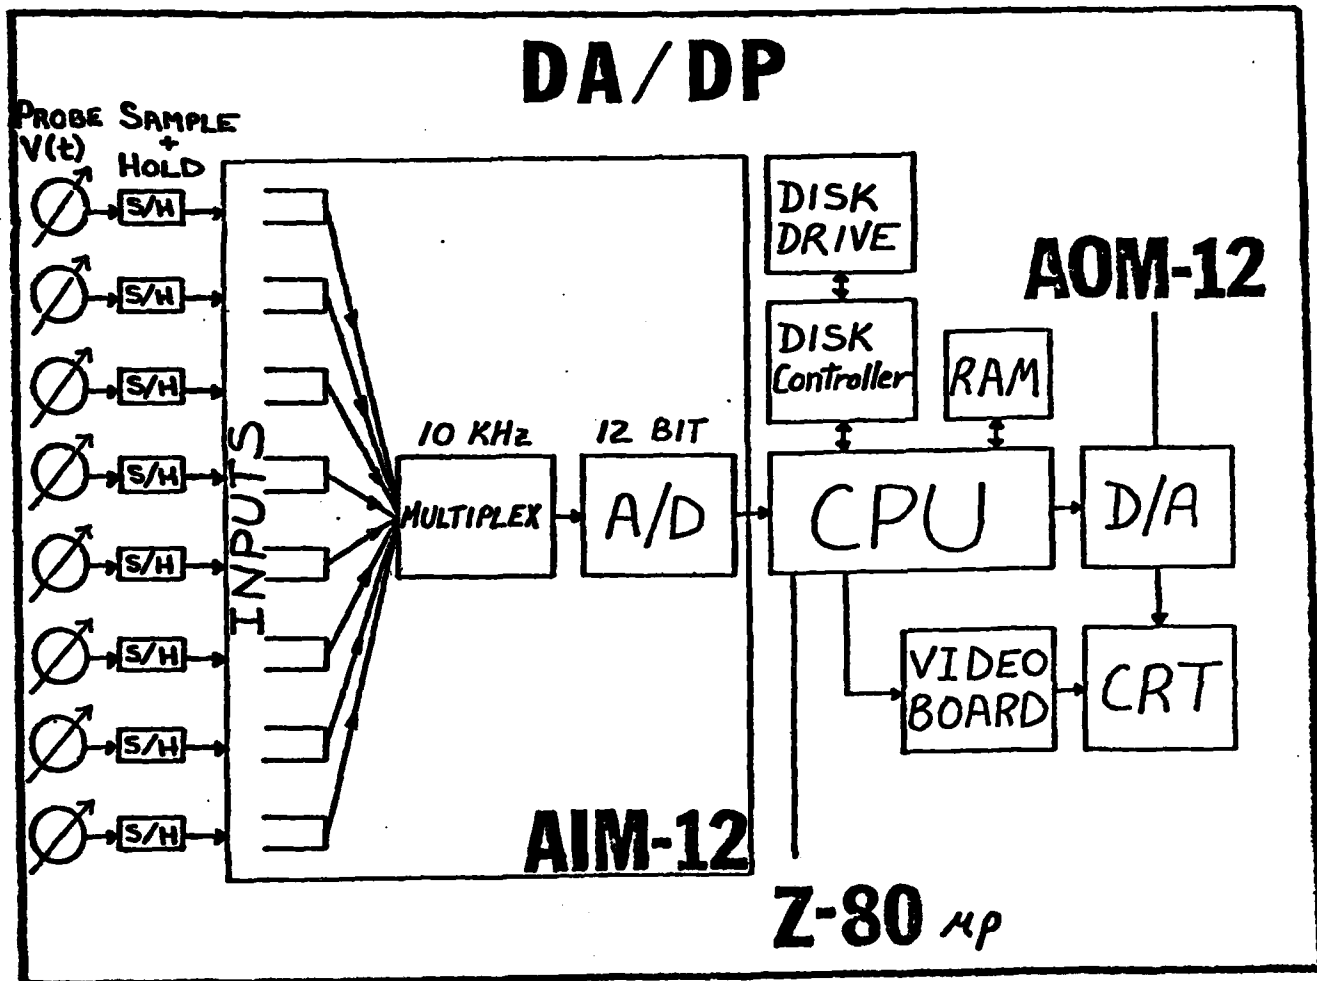 DA/DP
PROBE
V(t)
SAMPLE
+
HOLD
S/H
S/H
S/H
S/H
S/H
S/H
S/H
S/H
INPUTS
10 KHz
MULTIPLEX
12 BIT
A/D
AIM-12
DISK
DRIVE
DISK
Controller
RAM
CPU
AOM-12
D/A
VIDEO
BOARD
CRT
Z-80 μp